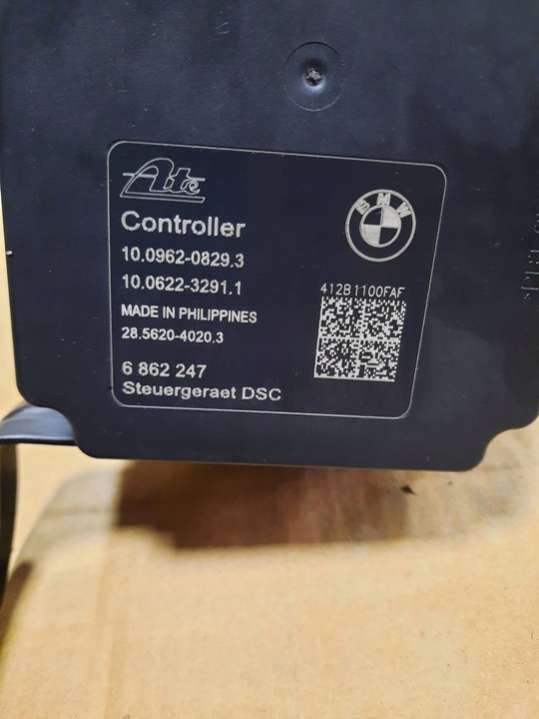 Ate
BMW
Controller
10.0962-0829.3
10.0622-3291.1
412B1100FAF
MADE IN PHILIPPINES
28.5620-4020.3
6 862 247
Steuergeraet DSC